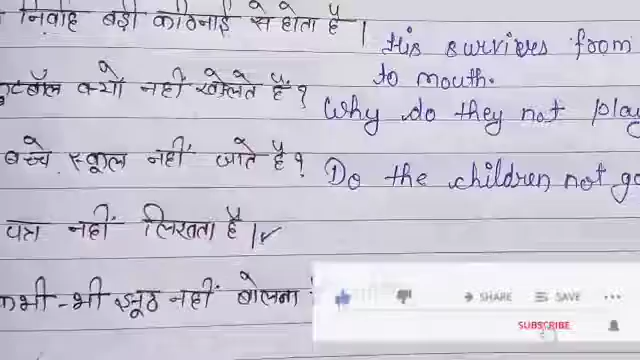 निर्वाह बड़ी कठिनाई से होता है |
His survives from
to mouth.
क्यों नहीं खेलते हैं ?
Why do they not play
बच्चे स्कूल नहीं जाते हैं ?
Do the children not go
पत्र नहीं लिखता है |
कभी-भी झूठ नहीं बोलना
SHARE
SAVE
SUBSCRIBE